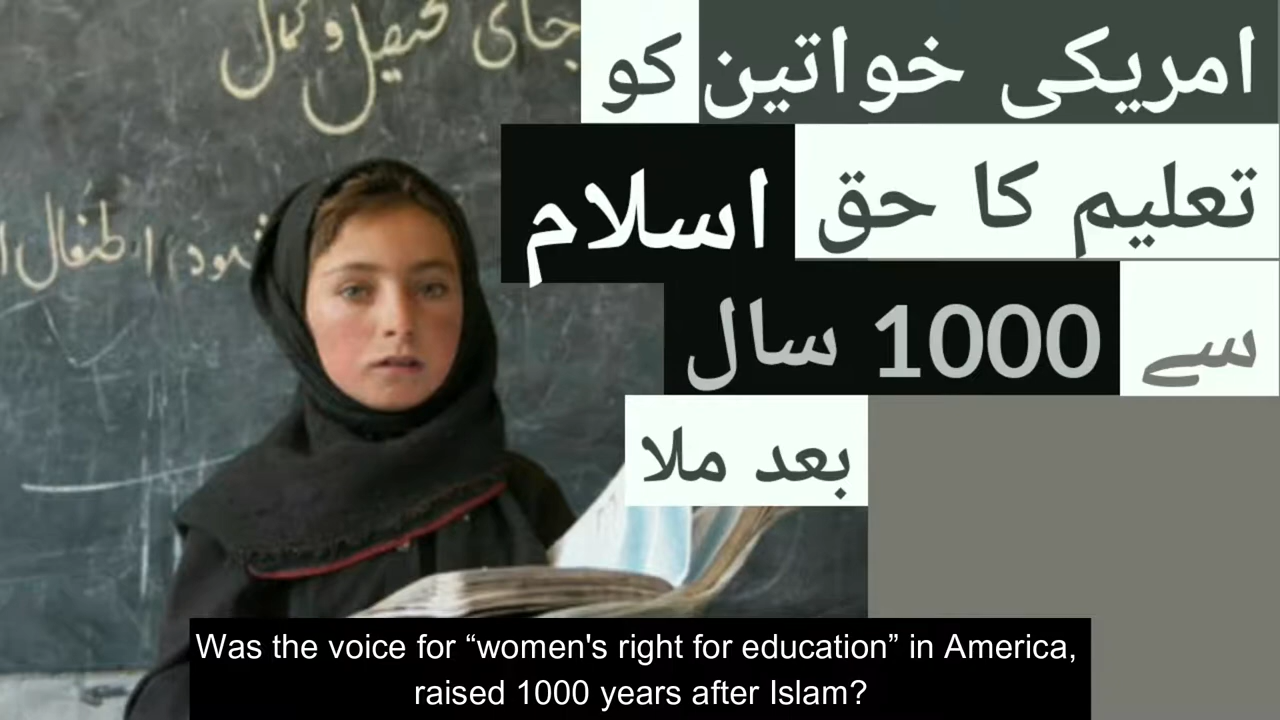 امریکی خواتین کو
تعلیم کا حق اسلام
سے 1000 سال
بعد ملا
Was the voice for “women's right for education” in America,
raised 1000 years after Islam?